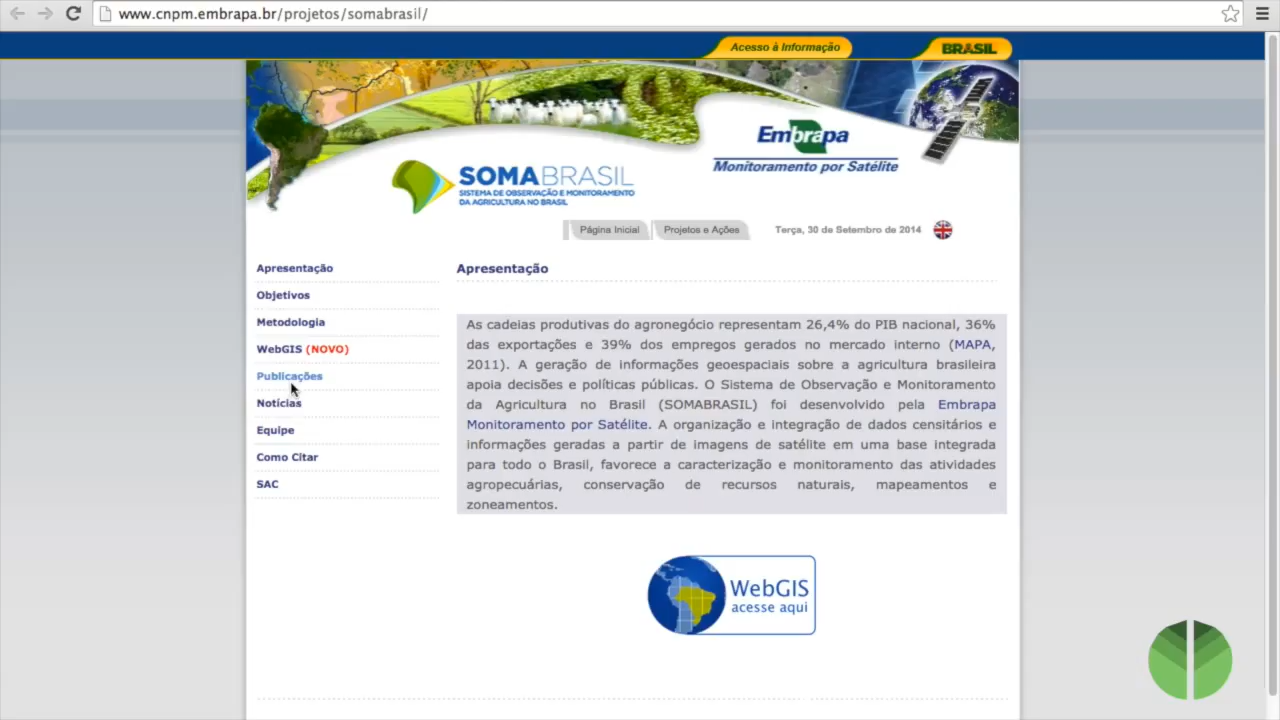 www.cnpm.embrapa.br/projetos/somabrasil/
Acesso à Informação
BRASIL
Embrapa
Monitoramento por Satélite
SOMABRASIL
SISTEMA DE OBSERVAÇÃO E MONITORAMENTO
DA AGRICULTURA NO BRASIL
Página Inicial
Projetos e Ações
Terça, 30 de Setembro de 2014
Apresentação
Objetivos
Metodologia
WebGIS (NOVO)
Publicações
Notícias
Equipe
Como Citar
SAC
Apresentação
As cadeias produtivas do agronegócio representam 26,4% do PIB nacional, 36%
das exportações e 39% dos empregos gerados no mercado interno (MAPA,
2011). A geração de informações geoespaciais sobre a agricultura brasileira
apoia decisões e políticas públicas. O Sistema de Observação e Monitoramento
da Agricultura no Brasil (SOMABRASIL) foi desenvolvido pela Embrapa
Monitoramento por Satélite. A organização e integração de dados censitários e
informações geradas a partir de imagens de satélite em uma base integrada
para todo o Brasil, favorece a caracterização e monitoramento das atividades
agropecuárias, conservação de recursos naturais, mapeamentos e
zoneamentos.
WebGIS
acesse aqui